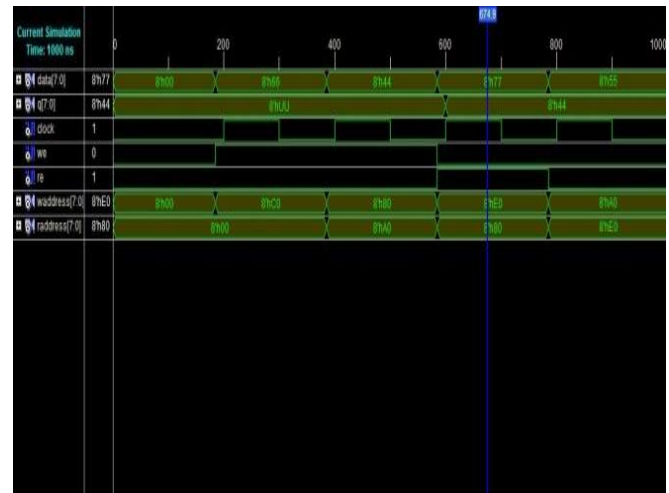 674.9
Current Simulation
Time: 1000 ns
0 200 400 600 800 1000
data[7:0] 8'h77 8'h00 8'h66 8'h44 8'h77 8'h55
q[7:0] 8'h44 8'hUU 8'h44
clock 1
we 0
re 1
waddress[7:0] 8'hE0 8'h00 8'hC0 8'h80 8'hE0 8'hA0
raddress[7:0] 8'h80 8'h00 8'hA0 8'h80 8'hE0